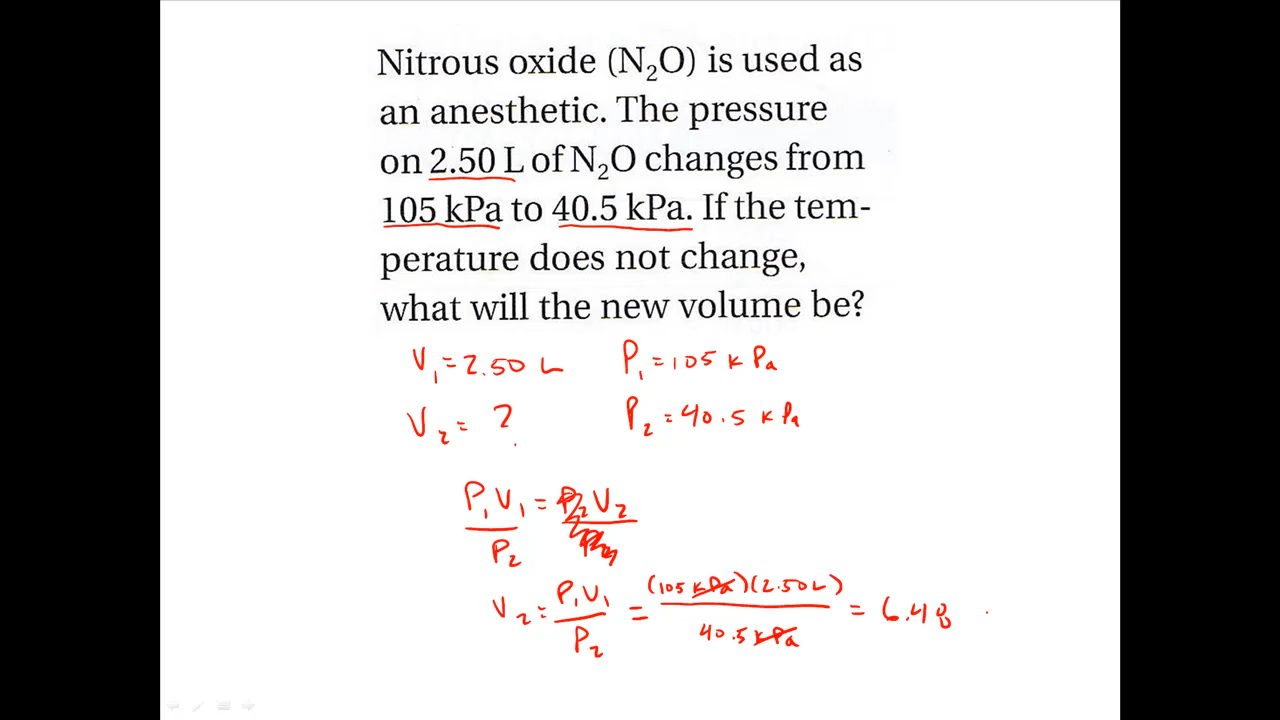 Nitrous oxide (N₂O) is used as
an anesthetic. The pressure
on 2.50 L of N₂O changes from
105 kPa to 40.5 kPa. If the tem-
perature does not change,
what will the new volume be?
V₁ = 2.50 L P₁ = 105 kPa
V₂ = ? P₂ = 40.5 kPa
P₁V₁ = P₂V₂
P₂ P₂
V₂ = P₁V₁ = (105 kPa)(2.50 L) = 6.48
P₂ 40.5 kPa